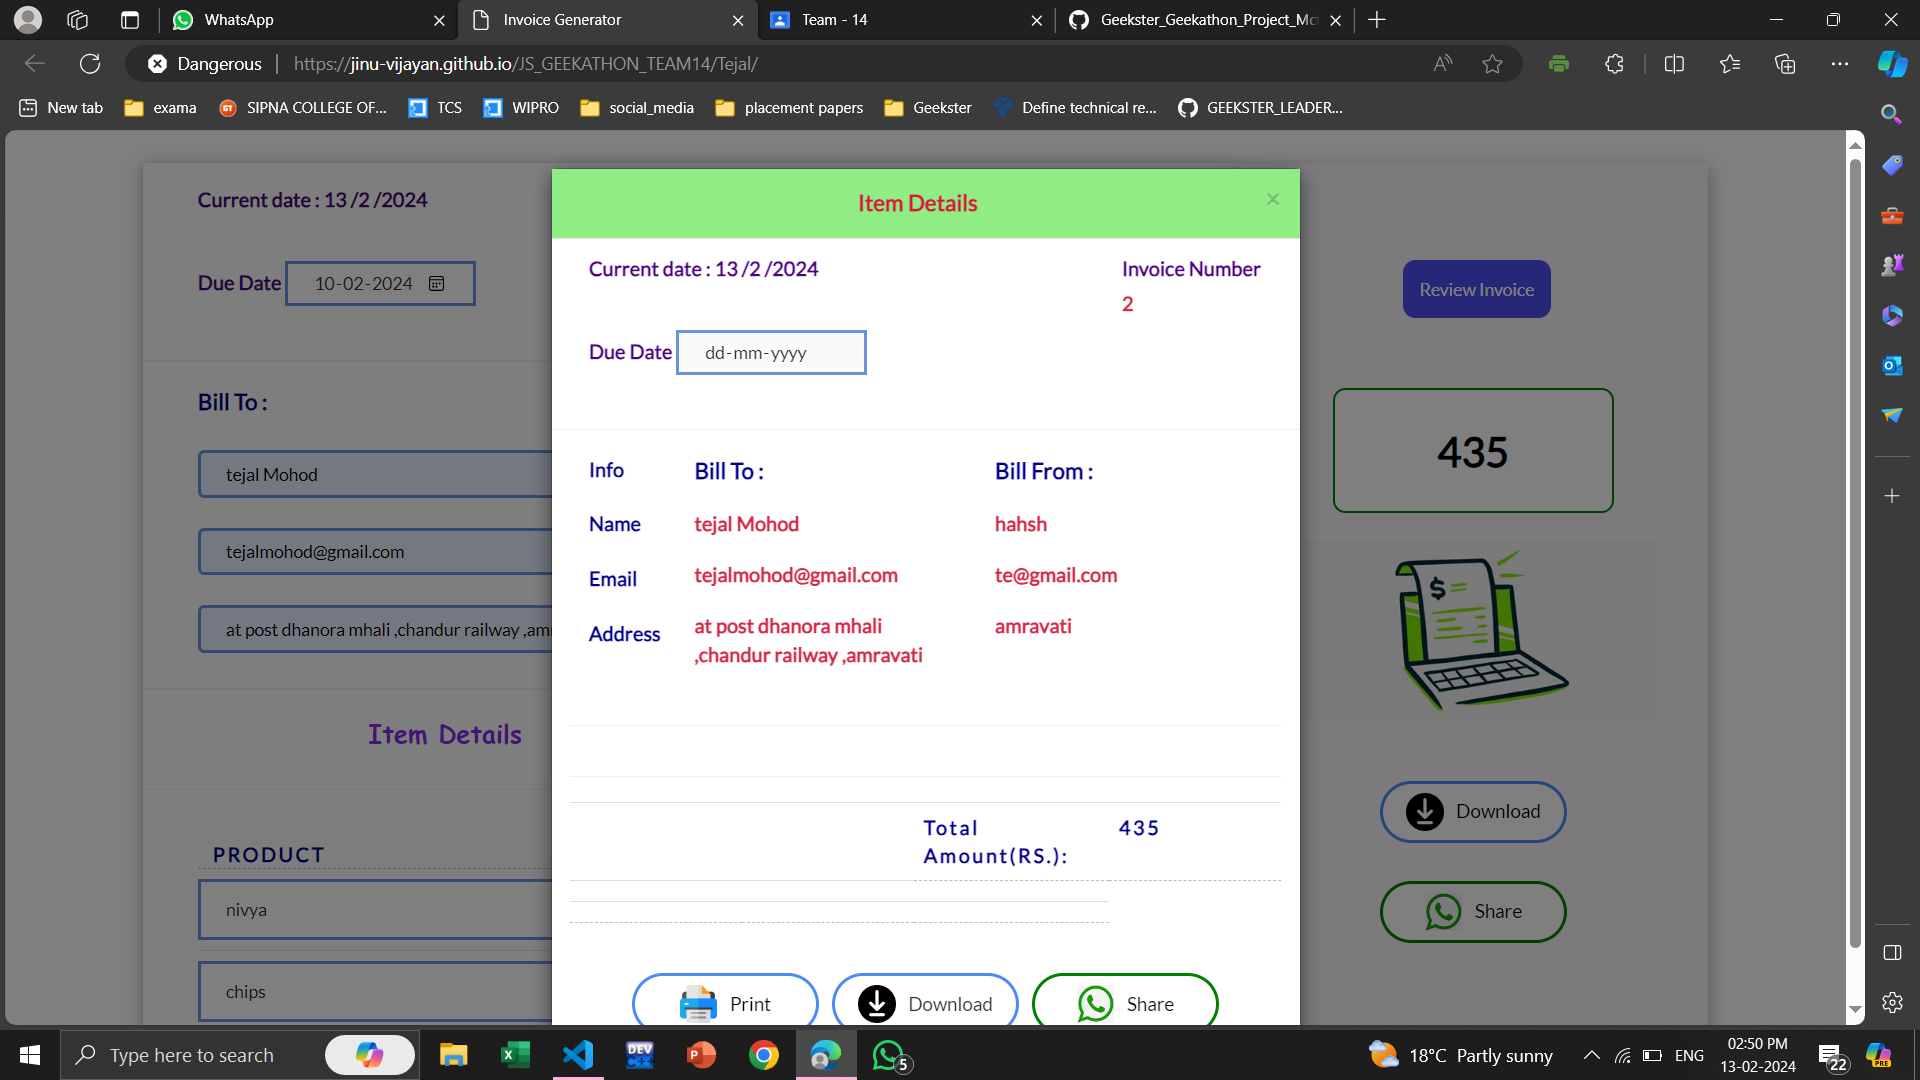 WhatsApp
Invoice Generator
Team - 14
Geekster_Geekathon_Project_Mc
Dangerous
https://jinu-vijayan.github.io/JS_GEEKATHON_TEAM14/Tejal/
New tab
exama
SIPNA COLLEGE OF...
TCS
WIPRO
social_media
placement papers
Geekster
Define technical re...
GEEKSTER_LEADER...
Current date : 13 /2 /2024
Due Date 10-02-2024
Bill To :
tejal Mohod
tejalmohod@gmail.com
at post dhanora mhali ,chandur railway ,am
Item Details
PRODUCT
nivya
chips
Item Details
×
Current date : 13 /2 /2024
Invoice Number
2
Due Date dd-mm-yyyy
Info Bill To : Bill From :
Name tejal Mohod hahsh
Email tejalmohod@gmail.com te@gmail.com
Address at post dhanora mhali amravati
,chandur railway ,amravati
Total 435
Amount(RS.):
Print Download Share
Review Invoice
435
$
Download
Share
Type here to search
DEV
C++
5
18°C Partly sunny
ENG
02:50 PM
13-02-2024
22
PRE